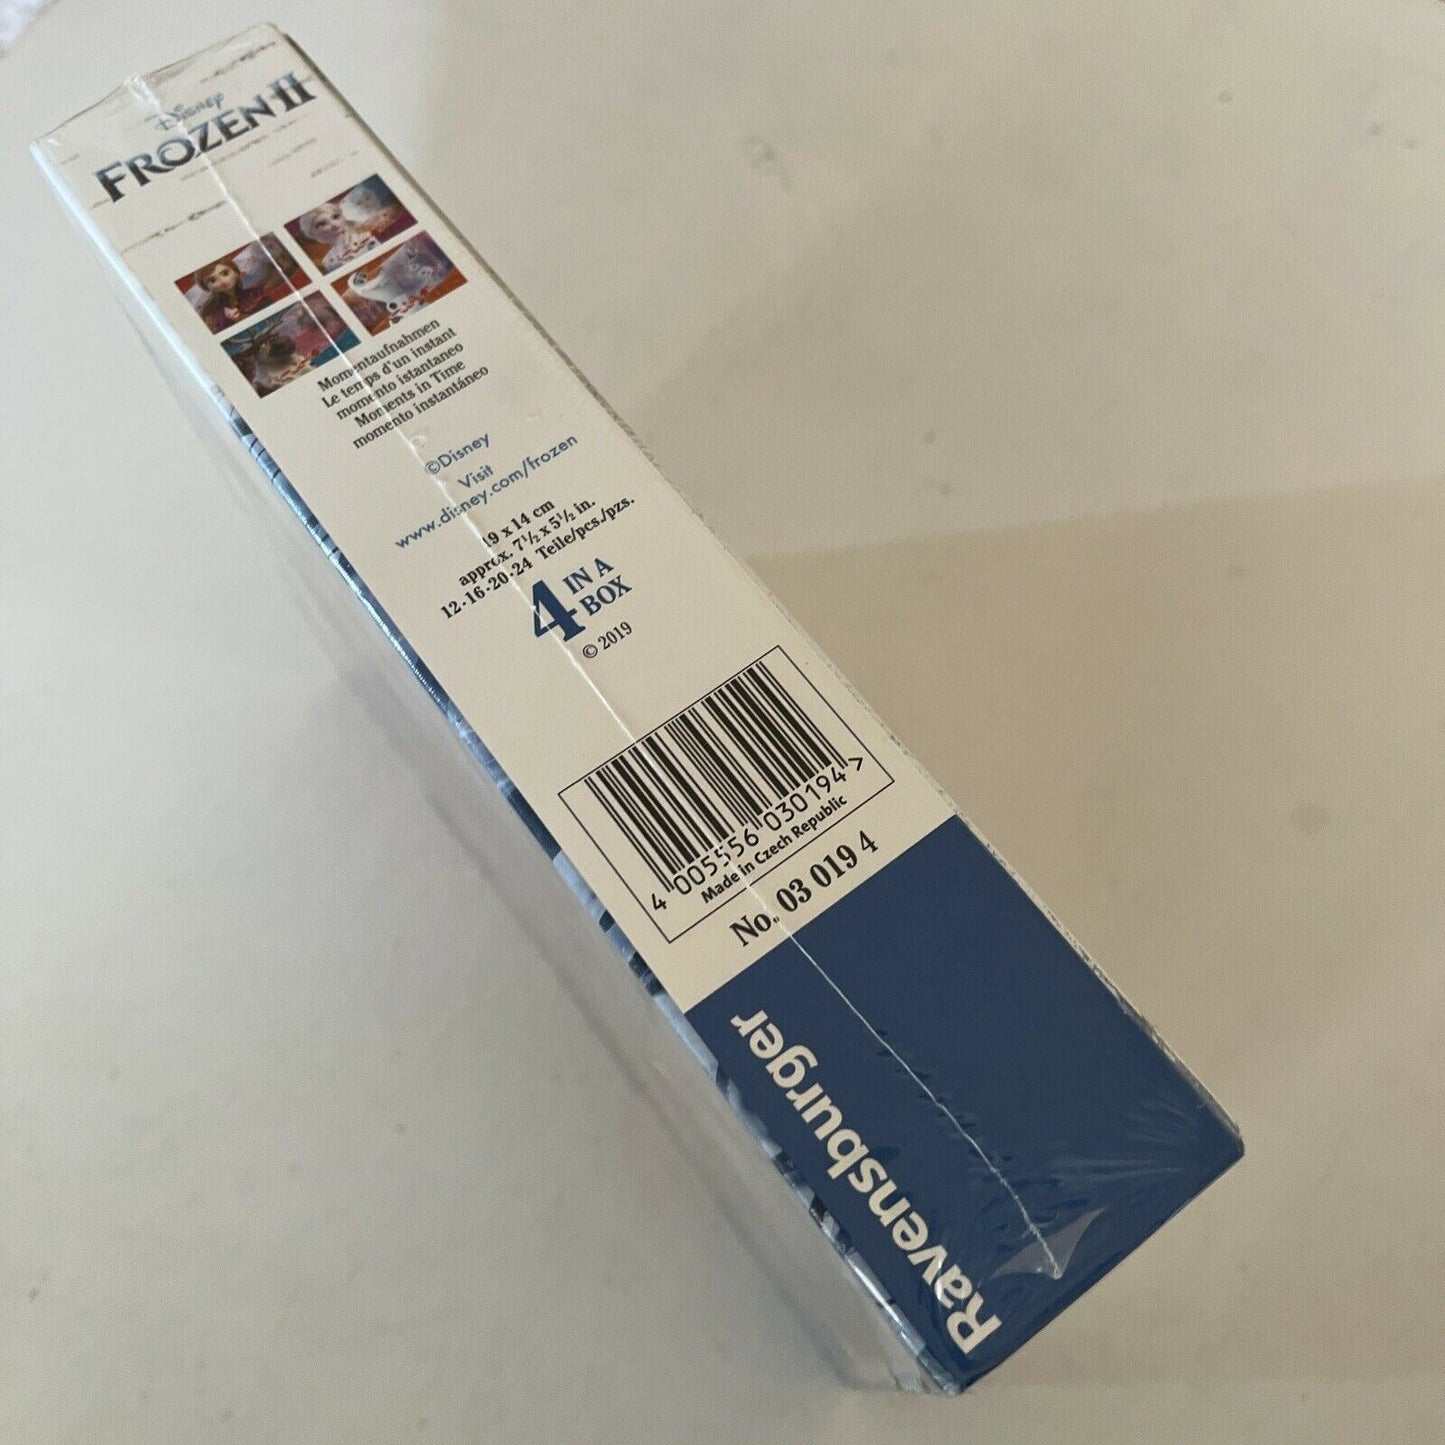 Disney
FROZEN II
Momentaufnahmen
Le temps d'un instant
momento istantaneo
Moments in Time
momento instantáneo
©Disney
Visit
www.disney.com/frozen
19 x 14 cm
approx. 7½ x 5½ in.
12·16·20·24 Teile/pcs./pzs.
4 IN A
BOX
© 2019
4 005556 030194 >
Made in Czech Republic
No. 03 019 4
Ravensburger